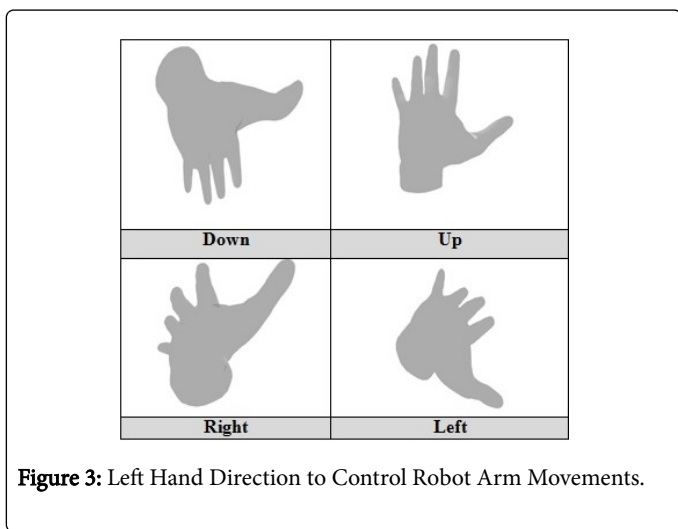 Down Up
Right Left
Figure 3: Left Hand Direction to Control Robot Arm Movements.